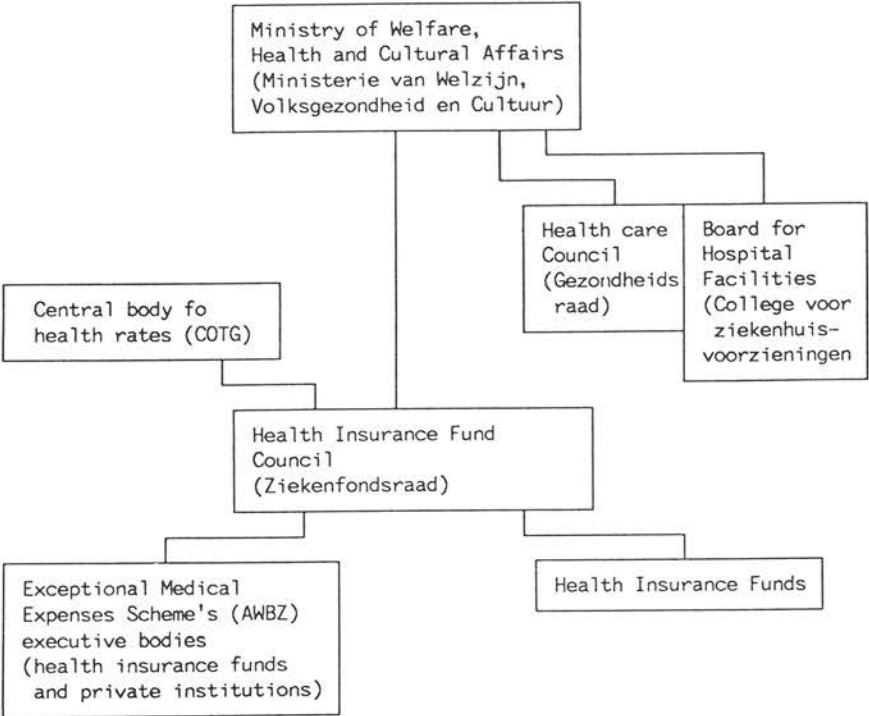 Ministry of Welfare,
Health and Cultural Affairs
(Ministerie van Welzijn,
Volksgezondheid en Cultuur)
Health care
Council
(Gezondheids
raad)
Board for
Hospital
Facilities
(College voor
ziekenhuis-
voorzieningen
Central body fo
health rates (COTG)
Health Insurance Fund
Council
(Ziekenfondsraad)
Exceptional Medical
Expenses Scheme's (AWBZ)
executive bodies
(health insurance funds
and private institutions)
Health Insurance Funds